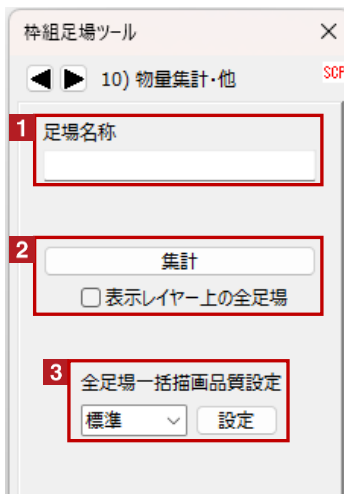 枠組足場ツール
10) 物量集計・他
SCF
1
足場名称
2
集計
表示レイヤー上の全足場
3
全足場一括描画品質設定
標準 設定